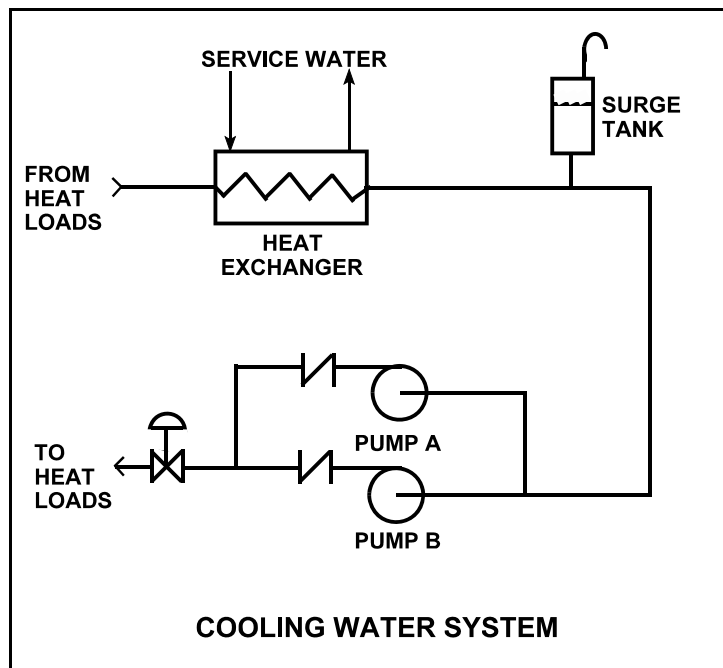 SERVICE WATER
SURGE
TANK
FROM
HEAT
LOADS
HEAT
EXCHANGER
PUMP A
TO
HEAT
LOADS
PUMP B
COOLING WATER SYSTEM